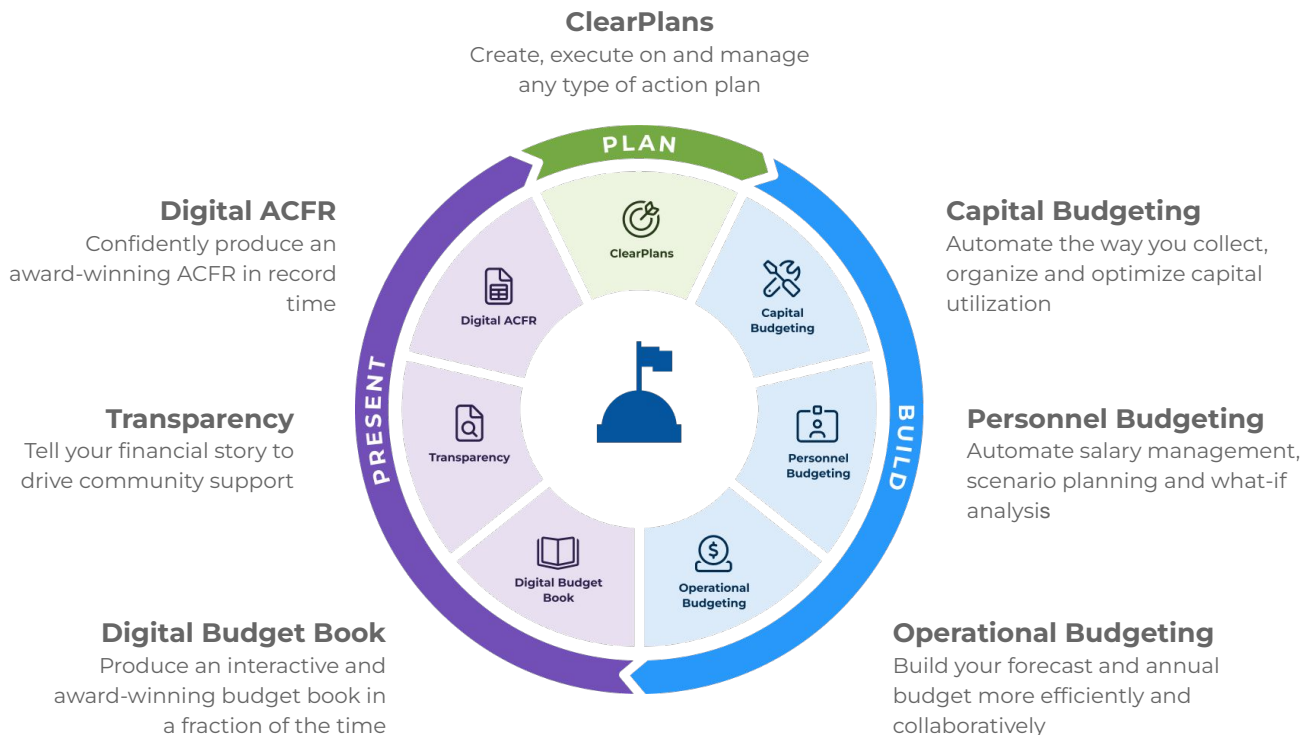 ClearPlans
Create, execute on and manage
any type of action plan
PLAN
ClearPlans
Capital Budgeting
Automate the way you collect,
organize and optimize capital
utilization
Capital
Budgeting
BUILD
Personnel Budgeting
Automate salary management,
scenario planning and what-if
analysis
Personnel
Budgeting
Operational Budgeting
Build your forecast and annual
budget more efficiently and
collaboratively
Operational
Budgeting
Digital Budget Book
Produce an interactive and
award-winning budget book in
a fraction of the time
Digital Budget
Book
PRESENT
Transparency
Tell your financial story to
drive community support
Transparency
Digital ACFR
Confidently produce an
award-winning ACFR in record
time
Digital ACFR